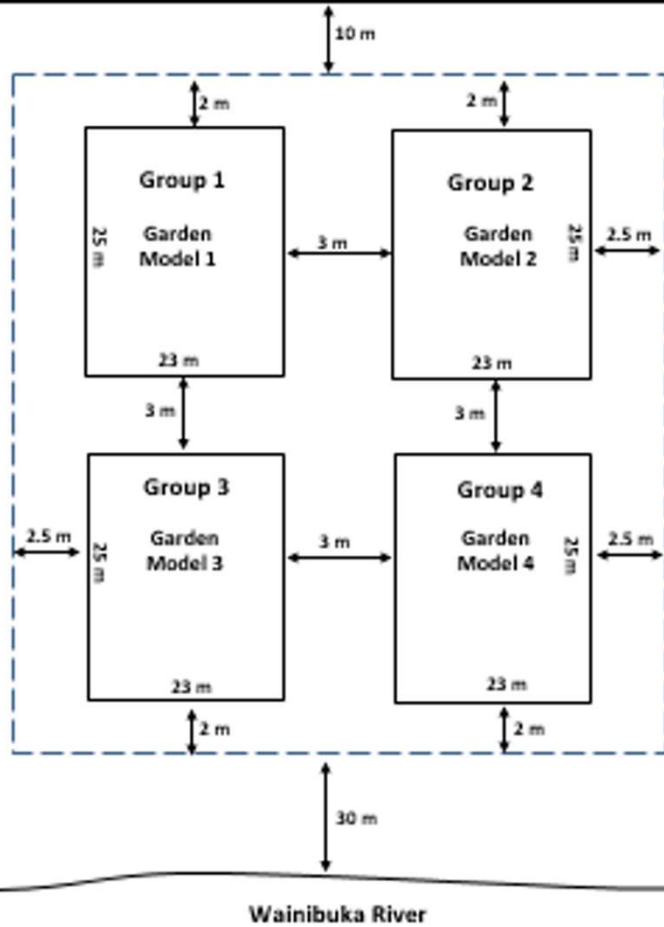 10 m
2 m
2 m
Group 1
Group 2
25 m
Garden
Model 1
3 m
Garden
Model 2
25 m
2.5 m
23 m
23 m
3 m
3 m
Group 3
Group 4
2.5 m
25 m
Garden
Model 3
3 m
Garden
Model 4
25 m
2.5 m
23 m
23 m
2 m
2 m
30 m
Wainibuka River